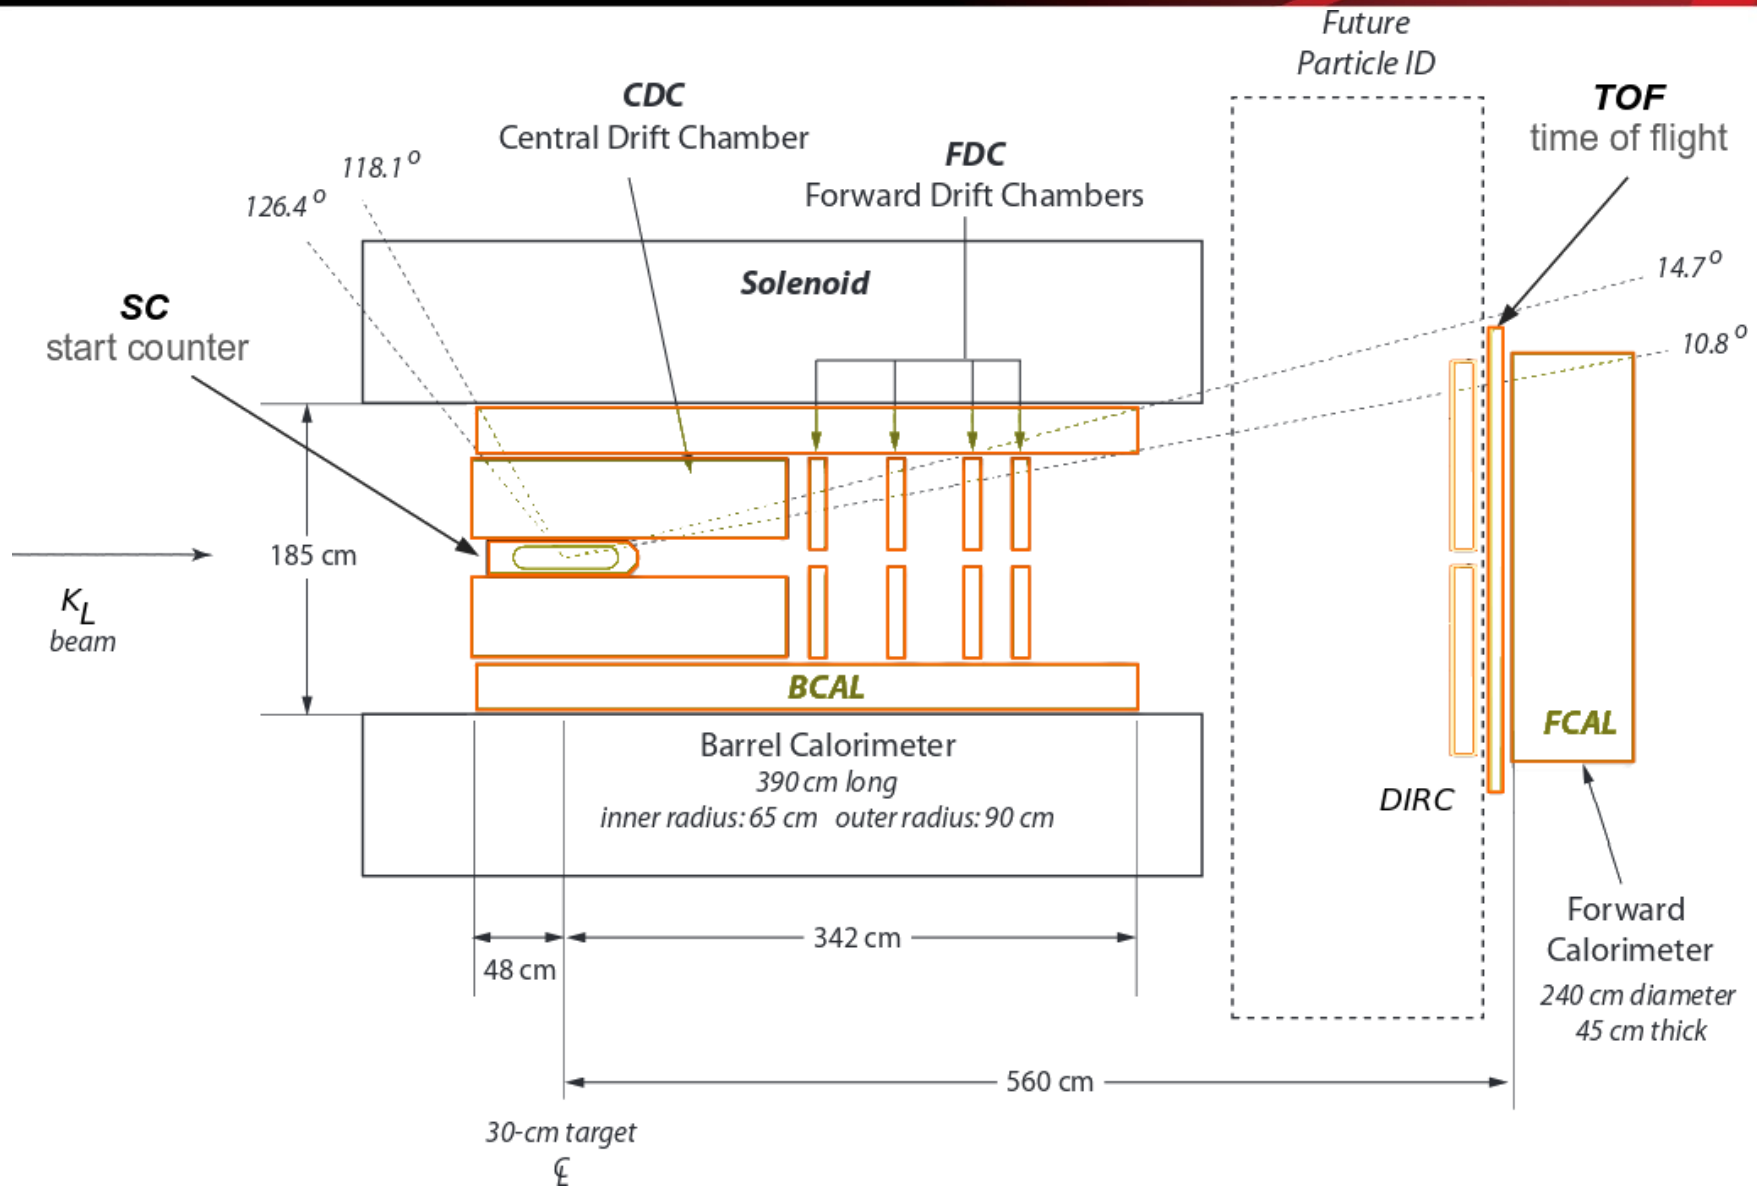 Future
Particle ID
CDC
Central Drift Chamber
TOF
time of flight
FDC
Forward Drift Chambers
118.1°
126.4°
Solenoid
14.7°
10.8°
SC
start counter
185 cm
K_L
beam
BCAL
FCAL
Barrel Calorimeter
390 cm long
inner radius: 65 cm outer radius: 90 cm
DIRC
Forward
Calorimeter
240 cm diameter
45 cm thick
342 cm
48 cm
560 cm
30-cm target
℄